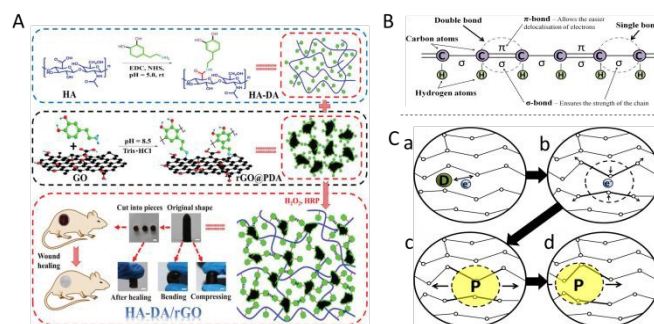 A
HA
EDC, NHS,
pH = 5.0, rt
HA-DA
GO
pH = 8.5
Tris-HCl
rGO@PDA
H₂O₂, HRP
Cut into pieces
Original shape
Wound
healing
After healing
Bending
Compressing
HA-DA/rGO
B
Double bond
π-bond - Allows the easier
delocalisation of electrons
Single bond
Carbon atoms
π π
C C C C C C
σ σ σ σ σ
H H H H H H
Hydrogen atoms
σ-bond - Ensures the strength of the chain
C
a
D
e
b
e
c
P
d
P